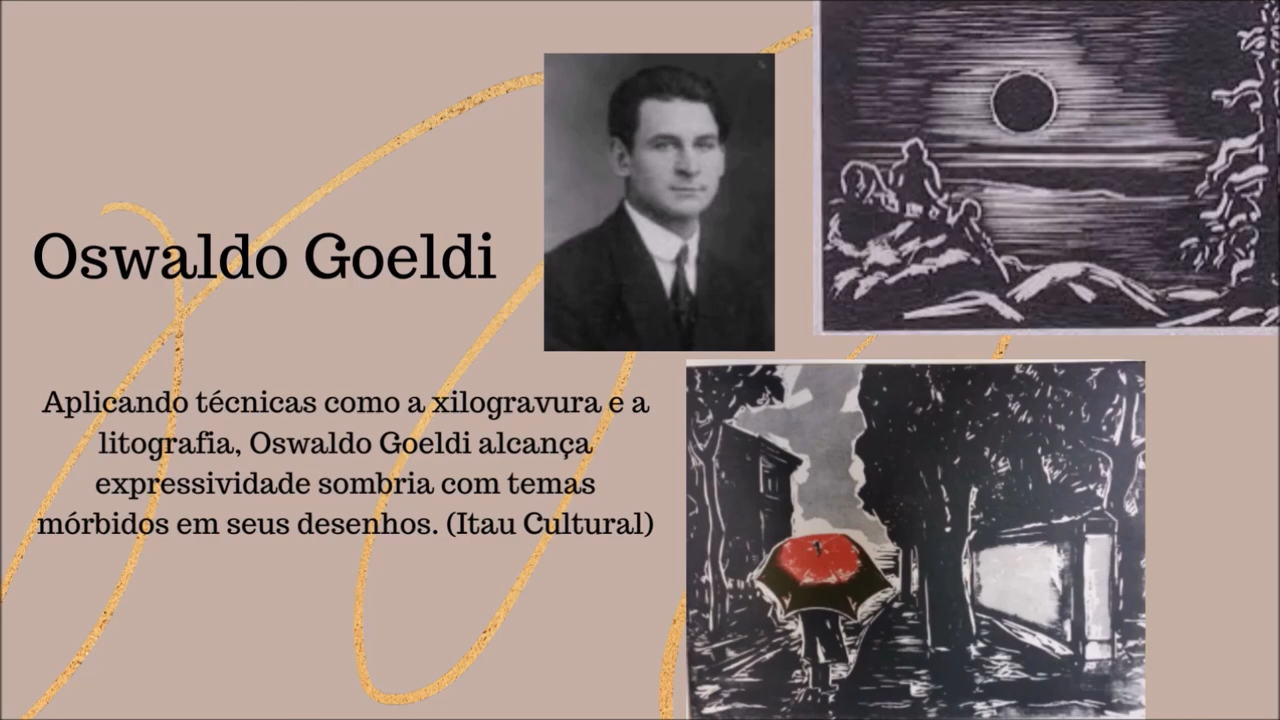 Oswaldo Goeldi
Aplicando técnicas como a xilogravura e a
litografia, Oswaldo Goeldi alcança
expressividade sombria com temas
mórbidos em seus desenhos. (Itau Cultural)